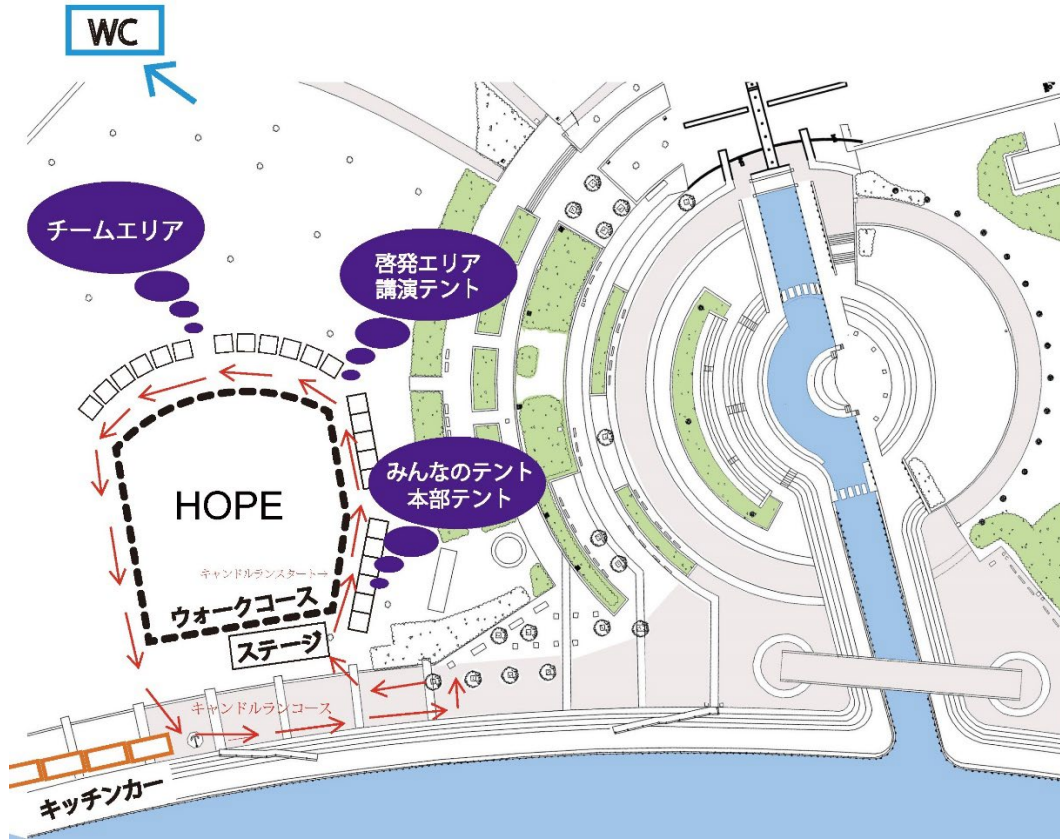 WC
チームエリア
啓発エリア
講演テント
みんなのテント
本部テント
HOPE
キャンドルランスタート→
ウォークコース
ステージ
キャンドルランコース
キッチンカー